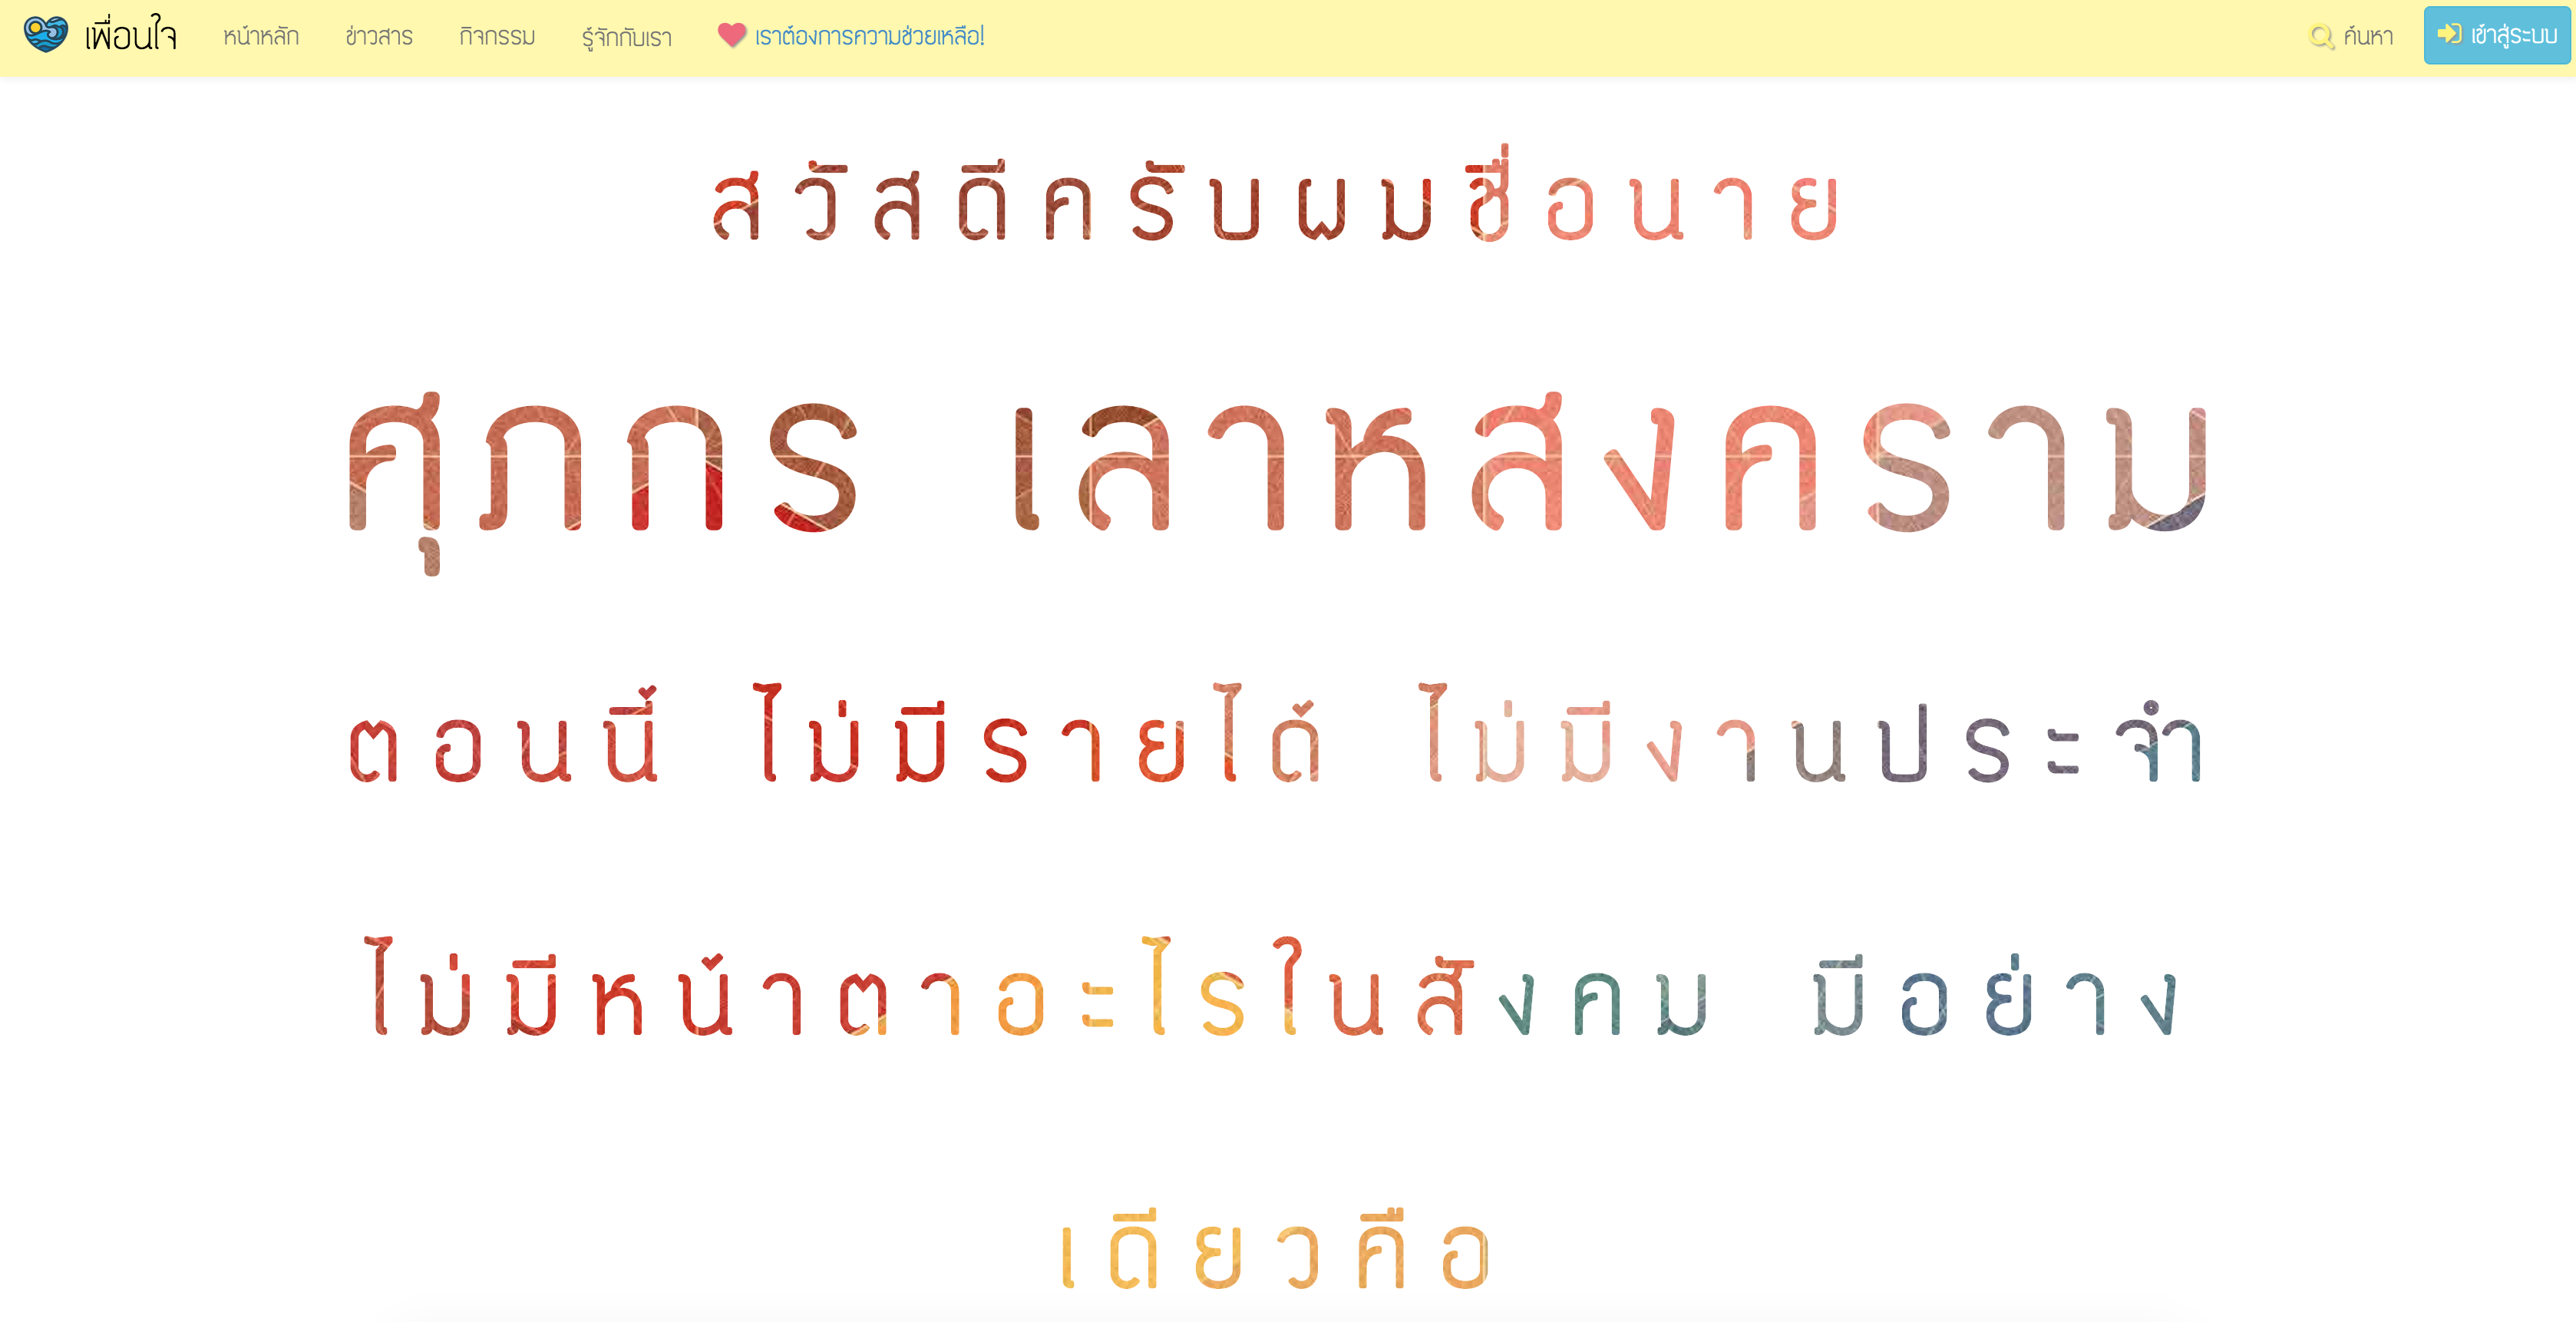 เพื่อนใจ หน้าหลัก ข่าวสาร กิจกรรม รู้จักกับเรา เราต้องการความช่วยเหลือ! ค้นหา เข้าสู่ระบบ
สวัสดีครับผมชื่อนาย
ศุภกร เลาหสงคราม
ตอนนี้ ไม่มีรายได้ ไม่มีงานประจำ
ไม่มีหน้าตาอะไรในสังคม มีอย่าง
เดียวคือ